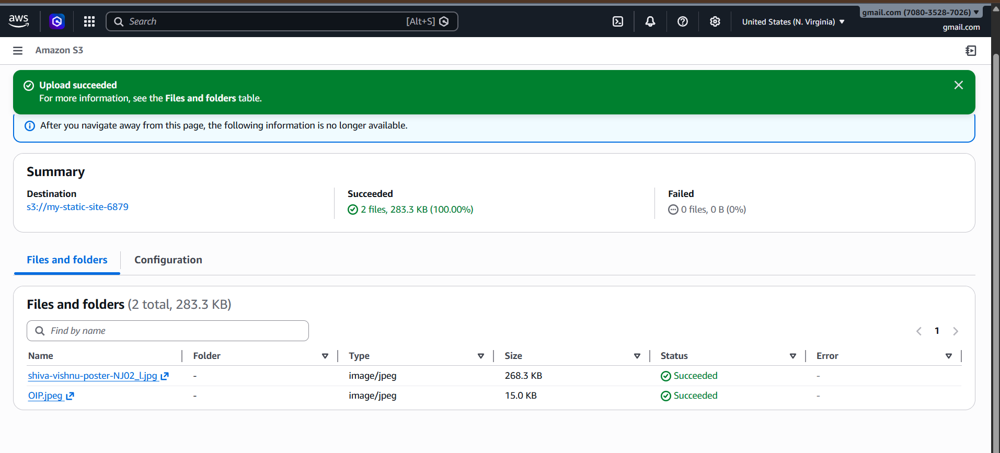 aws
Search [Alt+S]
United States (N. Virginia)
gmail.com (7080-3528-7026)
gmail.com
Amazon S3
Upload succeeded
For more information, see the Files and folders table.
After you navigate away from this page, the following information is no longer available.
Summary
Destination
s3://my-static-site-6879
Succeeded
2 files, 283.3 KB (100.00%)
Failed
0 files, 0 B (0%)
Files and folders
Configuration
Files and folders (2 total, 283.3 KB)
Find by name
1
Name Folder Type Size Status Error
shiva-vishnu-poster-NJ02_l.jpg - image/jpeg 268.3 KB Succeeded -
OIP.jpeg - image/jpeg 15.0 KB Succeeded -